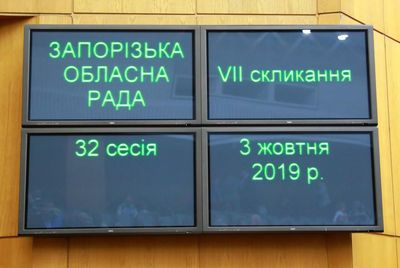 ЗАПОРІЗЬКА
ОБЛАСНА
РАДА
VII скликання
32 сесія
3 жовтня
2019 р.